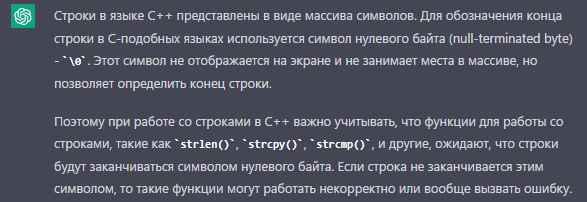 Строки в языке C++ представлены в виде массива символов. Для обозначения конца
строки в C-подобных языках используется символ нулевого байта (null-terminated byte)
- `\0`. Этот символ не отображается на экране и не занимает места в массиве, но
позволяет определить конец строки.
Поэтому при работе со строками в C++ важно учитывать, что функции для работы со
строками, такие как `strlen()`, `strcpy()`, `strcmp()`, и другие, ожидают, что строки
будут заканчиваться символом нулевого байта. Если строка не заканчивается этим
символом, то такие функции могут работать некорректно или вообще вызвать ошибку.